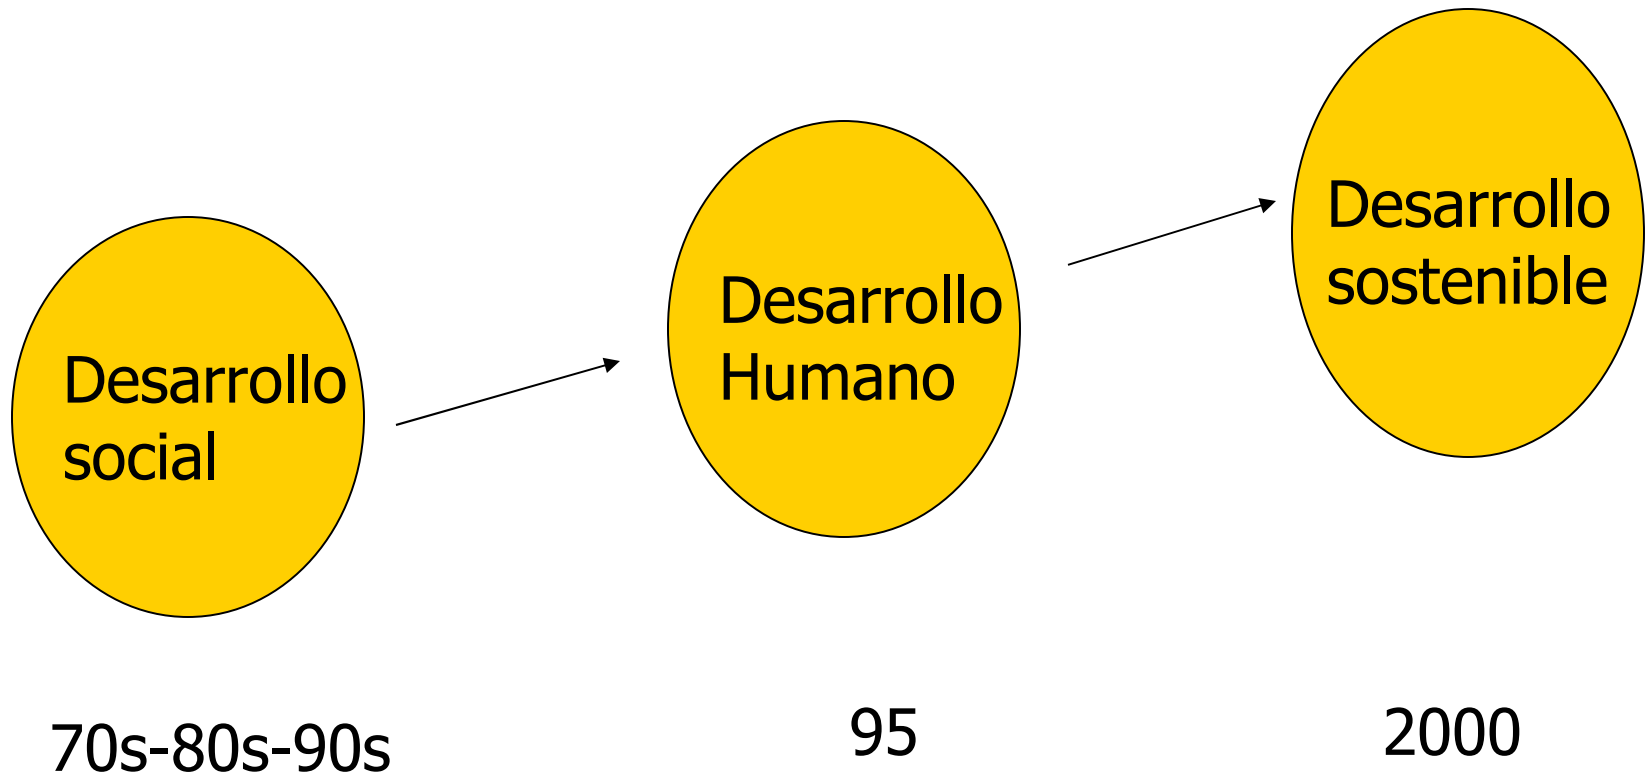 Desarrollo
social
Desarrollo
Humano
Desarrollo
sostenible
70s-80s-90s
95
2000